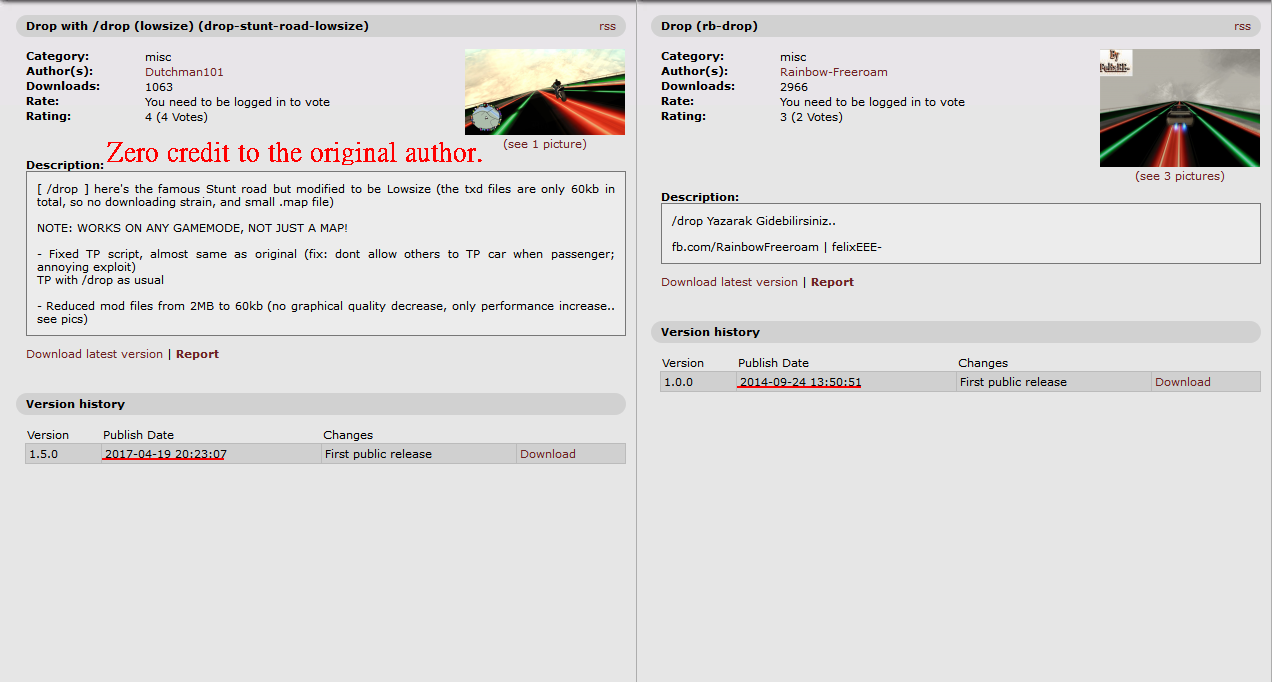 Drop with /drop (lowsize) (drop-stunt-road-lowsize)
rss
Category:
misc
Author(s):
Dutchman101
Downloads:
1063
Rate:
You need to be logged in to vote
Rating:
4 (4 Votes)
(see 1 picture)
Zero credit to the original author.
Description:
[ /drop ] here's the famous Stunt road but modified to be Lowsize (the txd files are only 60kb in
total, so no downloading strain, and small .map file)
NOTE: WORKS ON ANY GAMEMODE, NOT JUST A MAP!
- Fixed TP script, almost same as original (fix: dont allow others to TP car when passenger;
annoying exploit)
TP with /drop as usual
- Reduced mod files from 2MB to 60kb (no graphical quality decrease, only performance increase..
see pics)
Download latest version | Report
Version history
Version Publish Date Changes
1.5.0 2017-04-19 20:23:07 First public release Download
Drop (rb-drop)
rss
Category:
misc
Author(s):
Rainbow-Freeroam
Downloads:
2966
Rate:
You need to be logged in to vote
Rating:
3 (2 Votes)
By
(see 3 pictures)
Description:
/drop Yazarak Gidebilirsiniz..
fb.com/RainbowFreeroam | felixEEE-
Download latest version | Report
Version history
Version Publish Date Changes
1.0.0 2014-09-24 13:50:51 First public release Download